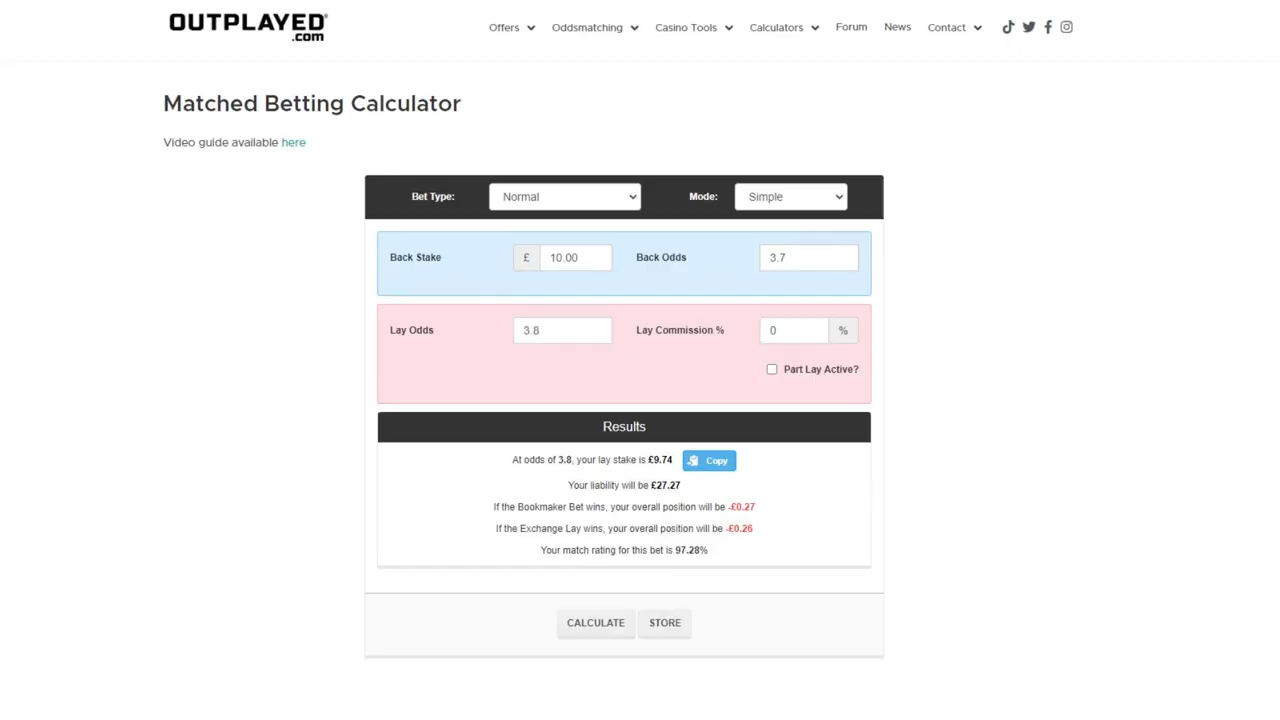 OUTPLAYED
.com
Offers Oddsmatching Casino Tools Calculators Forum News Contact
Matched Betting Calculator
Video guide available here
Bet Type: Normal Mode: Simple
Back Stake £ 10.00 Back Odds 3.7
Lay Odds 3.8 Lay Commission % 0 %
Part Lay Active?
Results
At odds of 3.8, your lay stake is £9.74 Copy
Your liability will be £27.27
If the Bookmaker Bet wins, your overall position will be -£0.27
If the Exchange Lay wins, your overall position will be -£0.26
Your match rating for this bet is 97.28%
CALCULATE STORE